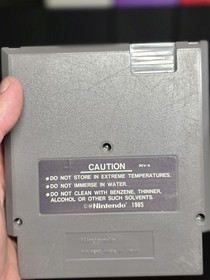 CAUTION REV-A
•DO NOT STORE IN EXTREME TEMPERATURES.
•DO NOT IMMERSE IN WATER.
•DO NOT CLEAN WITH BENZENE, THINNER,
ALCOHOL OR OTHER SUCH SOLVENTS.
©®Nintendo® 1985